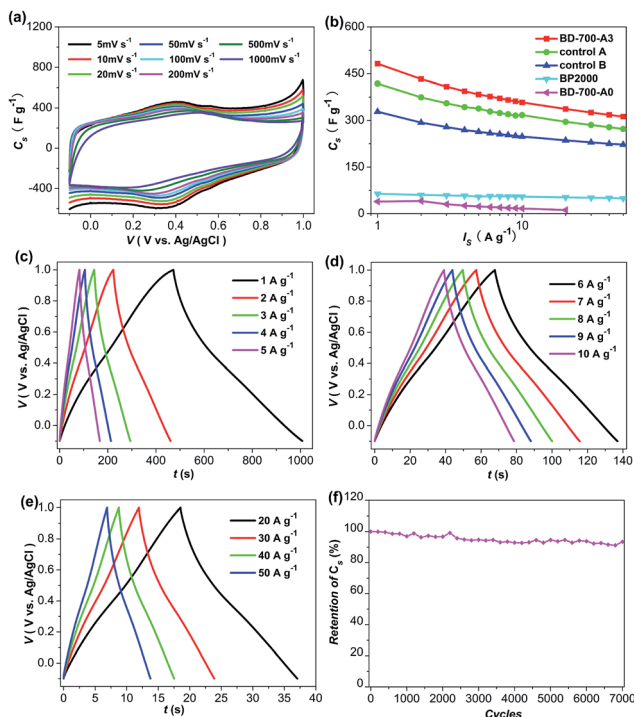 (a)
C_s ( F g⁻¹)
1200
800
400
0
-400
5mV s⁻¹
50mV s⁻¹
500mV s⁻¹
10mV s⁻¹
100mV s⁻¹
1000mV s⁻¹
20mV s⁻¹
200mV s⁻¹
0.0
0.2
0.4
0.6
0.8
1.0
V (V vs. Ag/AgCl)
(b)
C_s ( F g⁻¹)
600
450
300
150
0
BD-700-A3
control A
control B
BP2000
BD-700-A0
1
10
I_S (A g⁻¹)
(c)
V ( V vs. Ag/AgCl)
1.0
0.8
0.6
0.4
0.2
0.0
1 A g⁻¹
2 A g⁻¹
3 A g⁻¹
4 A g⁻¹
5 A g⁻¹
0
200
400
600
800
1000
t (s)
(d)
V ( V vs. Ag/AgCl)
1.0
0.8
0.6
0.4
0.2
0.0
6 A g⁻¹
7 A g⁻¹
8 A g⁻¹
9 A g⁻¹
10 A g⁻¹
0
20
40
60
80
100
120
140
t (s)
(e)
V ( V vs. Ag/AgCl)
1.0
0.8
0.6
0.4
0.2
0.0
20 A g⁻¹
30 A g⁻¹
40 A g⁻¹
50 A g⁻¹
0
5
10
15
20
25
30
35
40
t (s)
(f)
Retention of C_s (%)
120
100
80
60
40
20
0
0
1000
2000
3000
4000
5000
6000
7000
Cycles